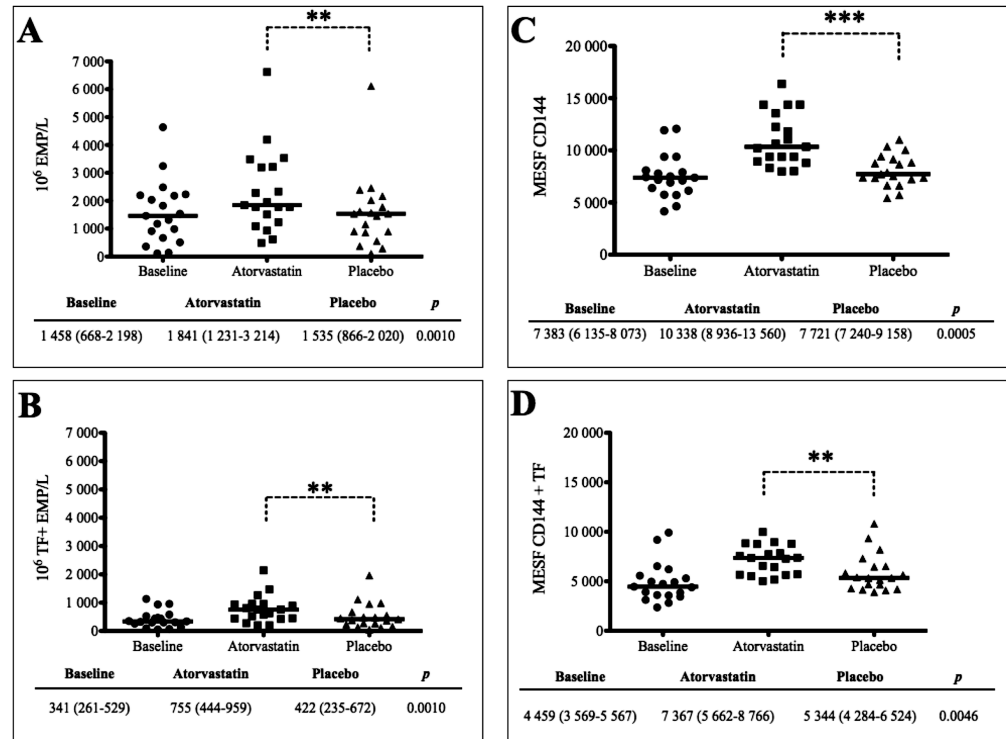 A
**
10⁶ EMP/L
7 000
6 000
5 000
4 000
3 000
2 000
1 000
0
Baseline Atorvastatin Placebo
Baseline Atorvastatin Placebo p
1 458 (668-2 198) 1 841 (1 231-3 214) 1 535 (866-2 020) 0.0010
C
***
MESF CD144
20 000
15 000
10 000
5 000
0
Baseline Atorvastatin Placebo
Baseline Atorvastatin Placebo p
7 383 (6 135-8 073) 10 338 (8 936-13 560) 7 721 (7 240-9 158) 0.0005
B
**
10⁶ TF+ EMP/L
7 000
6 000
5 000
4 000
3 000
2 000
1 000
0
Baseline Atorvastatin Placebo
Baseline Atorvastatin Placebo p
341 (261-529) 755 (444-959) 422 (235-672) 0.0010
D
**
MESF CD144 + TF
20 000
15 000
10 000
5 000
0
Baseline Atorvastatin Placebo
Baseline Atorvastatin Placebo p
4 459 (3 569-5 567) 7 367 (5 662-8 766) 5 344 (4 284-6 524) 0.0046